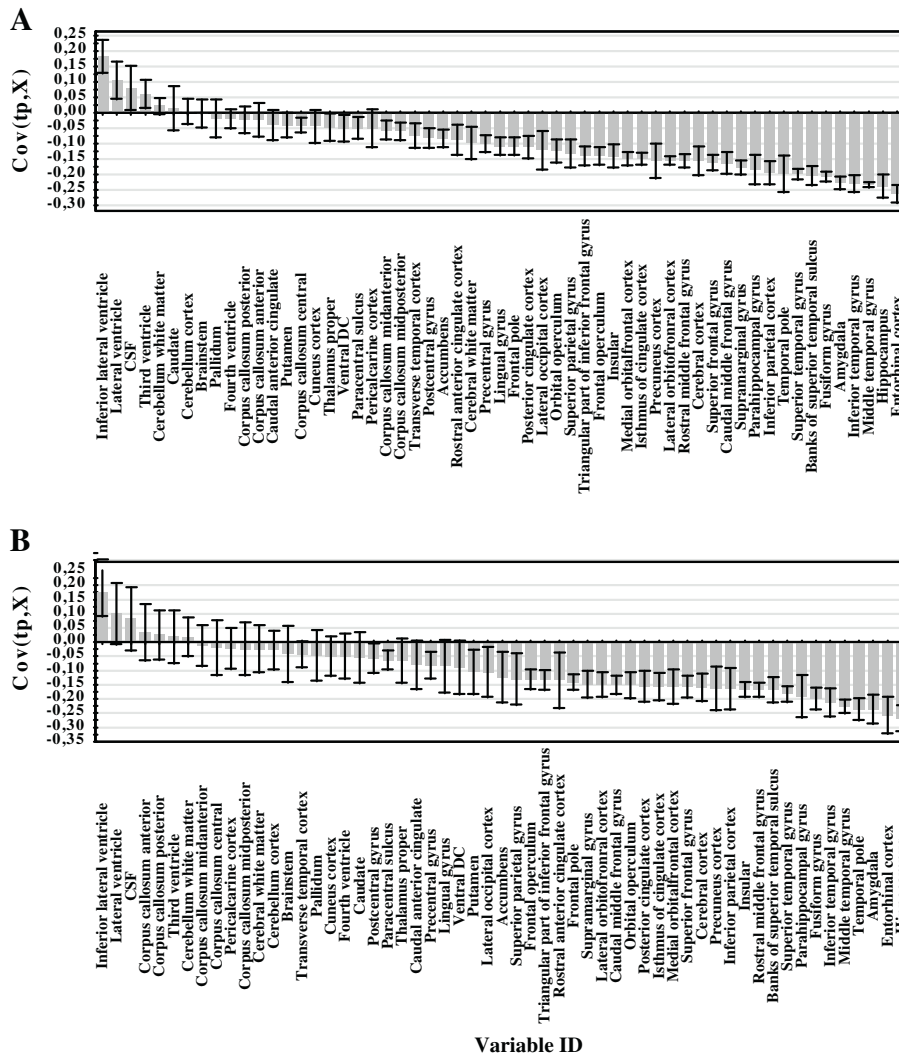 A
Cov(tp,X)
0,25
0,20
0,15
0,10
0,05
0,00
-0,05
-0,10
-0,15
-0,20
-0,25
-0,30
Inferior lateral ventricle
Lateral ventricle
CSF
Third ventricle
Cerebellum white matter
Caudate
Cerebellum cortex
Brainstem
Pallidum
Fourth ventricle
Corpus callosum posterior
Corpus callosum anterior
Caudal anterior cingulate
Putamen
Corpus callosum central
Cuneus cortex
Thalamus proper
Ventral DC
Paracentral sulcus
Pericalcarine cortex
Corpus callosum midanterior
Corpus callosum midposterior
Transverse temporal cortex
Postcentral gyrus
Accumbens
Rostral anterior cingulate cortex
Cerebral white matter
Precentral gyrus
Lingual gyrus
Frontal pole
Posterior cingulate cortex
Lateral occipital cortex
Orbital operculum
Superior parietal gyrus
Triangular part of inferior frontal gyrus
Frontal operculum
Insular
Medial orbitalfrontal cortex
Isthmus of cingulate cortex
Precuneus cortex
Lateral orbitofronral cortex
Rostral middle frontal gyrus
Cerebral cortex
Superior frontal gyrus
Caudal middle frontal gyrus
Supramarginal gyrus
Parahippocampal gyrus
Inferior parietal cortex
Temporal pole
Superior temporal gyrus
Banks of superior temporal sulcus
Fusiform gyrus
Amygdala
Inferior temporal gyrus
Middle temporal gyrus
Hippocampus
Entorhinal cortex
B
Cov(tp,X)
0,25
0,20
0,15
0,10
0,05
0,00
-0,05
-0,10
-0,15
-0,20
-0,25
-0,30
-0,35
Inferior lateral ventricle
Lateral ventricle
CSF
Corpus callosum anterior
Corpus callosum posterior
Third ventricle
Cerebellum white matter
Corpus callosum midanterior
Corpus callosum central
Pericalcarine cortex
Corpus callosum midposterior
Cerebral white matter
Cerebellum cortex
Brainstem
Transverse temporal cortex
Pallidum
Cuneus cortex
Fourth ventricle
Caudate
Postcentral gyrus
Paracentral sulcus
Thalamus proper
Caudal anterior cingulate
Precentral gyrus
Lingual gyrus
Ventral DC
Putamen
Lateral occipital cortex
Accumbens
Superior parietal gyrus
Frontal operculum
Triangular part of inferior frontal gyrus
Rostral anterior cingulate cortex
Frontal pole
Supramarginal gyrus
Lateral orbitofronral cortex
Caudal middle frontal gyrus
Orbital operculum
Posterior cingulate cortex
Isthmus of cingulate cortex
Medial orbitalfrontal cortex
Superior frontal gyrus
Cerebral cortex
Precuneus cortex
Inferior parietal cortex
Insular
Rostral middle frontal gyrus
Banks of superior temporal sulcus
Superior temporal gyrus
Parahippocampal gyrus
Fusiform gyrus
Inferior temporal gyrus
Middle temporal gyrus
Temporal pole
Amygdala
Entorhinal cortex
Variable ID